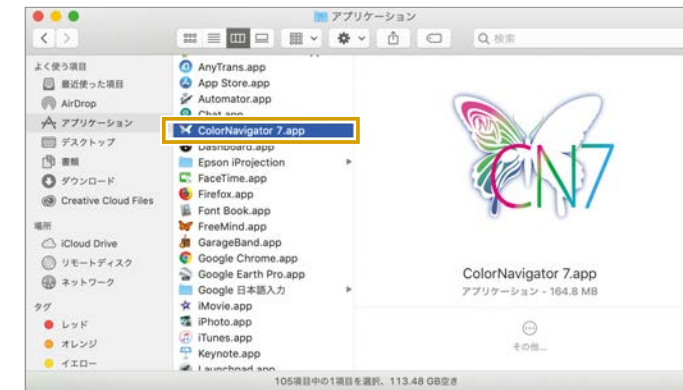 アプリケーション
検索
よく使う項目
最近使った項目
AirDrop
アプリケーション
デスクトップ
書類
ダウンロード
Creative Cloud Files
場所
iCloud Drive
リモートディスク
ネットワーク
タグ
レッド
オレンジ
イエロー
AnyTrans.app
App Store.app
Automator.app
Chat.app
ColorNavigator 7.app
Dashboard.app
Epson iProjection
FaceTime.app
Firefox.app
Font Book.app
FreeMind.app
GarageBand.app
Google Chrome.app
Google Earth Pro.app
Google 日本語入力
iMovie.app
iPhoto.app
iTunes.app
Keynote.app
Launchpad.app
CN7
ColorNavigator 7.app
アプリケーション - 164.8 MB
その他...
105項目中の1項目を選択、113.48 GB空き